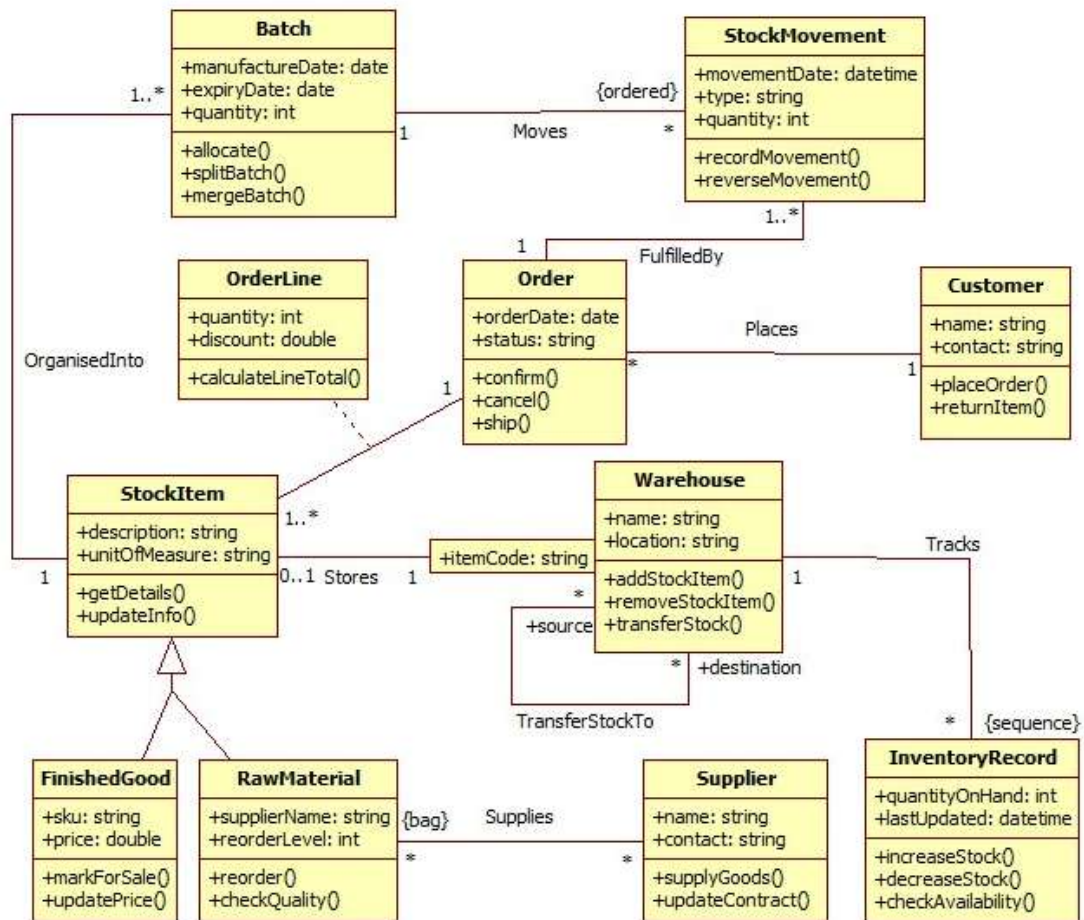 Batch
+manufactureDate: date
+expiryDate: date
+quantity: int
+allocate()
+splitBatch()
+mergeBatch()
StockMovement
+movementDate: datetime
+type: string
+quantity: int
+recordMovement()
+reverseMovement()
1..*
1
Moves
{ordered}
*
1..*
1
FulfilledBy
OrderLine
+quantity: int
+discount: double
+calculateLineTotal()
Order
+orderDate: date
+status: string
+confirm()
+cancel()
+ship()
Customer
+name: string
+contact: string
+placeOrder()
+returnItem()
Places
*
1
OrganisedInto
1
1..*
StockItem
+description: string
+unitOfMeasure: string
+getDetails()
+updateInfo()
1
0..1
Stores
1
+itemCode: string
Warehouse
+name: string
+location: string
+addStockItem()
+removeStockItem()
+transferStock()
1
Tracks
*
+source
*
+destination
TransferStockTo
*
{sequence}
FinishedGood
+sku: string
+price: double
+markForSale()
+updatePrice()
RawMaterial
+supplierName: string
+reorderLevel: int
+reorder()
+checkQuality()
{bag}
*
Supplies
*
Supplier
+name: string
+contact: string
+supplyGoods()
+updateContract()
InventoryRecord
+quantityOnHand: int
+lastUpdated: datetime
+increaseStock()
+decreaseStock()
+checkAvailability()